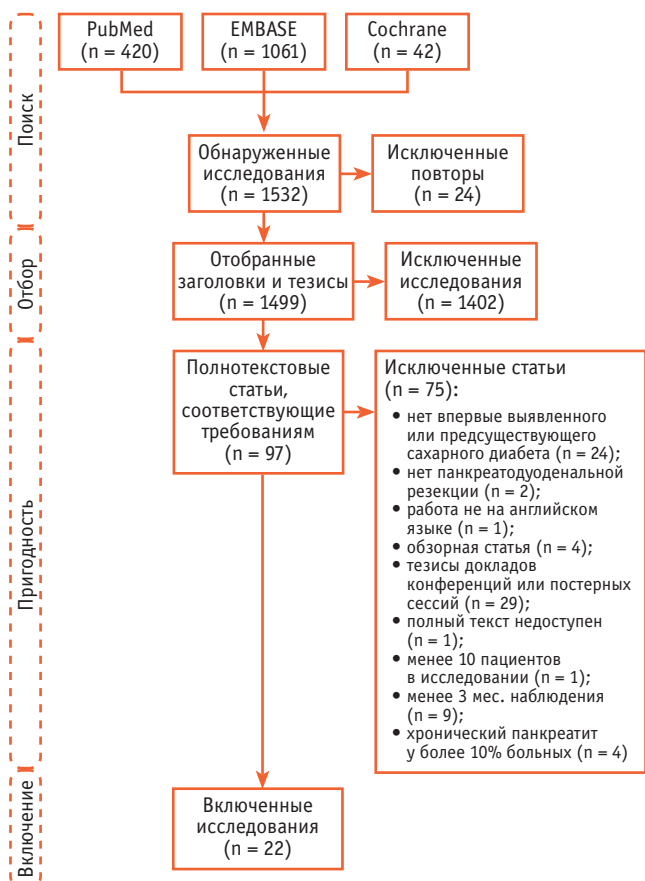 PubMed
(n = 420)
EMBASE
(n = 1061)
Cochrane
(n = 42)
Поиск
Обнаруженные
исследования
(n = 1532)
Исключенные
повторы
(n = 24)
Отбор
Отобранные
заголовки и тезисы
(n = 1499)
Исключенные
исследования
(n = 1402)
Пригодность
Полнотекстовые
статьи,
соответствующие
требованиям
(n = 97)
Исключенные статьи
(n = 75):
• нет впервые выявленного
или предсуществующего
сахарного диабета (n = 24);
• нет панкреатодуоденальной
резекции (n = 2);
• работа не на английском
языке (n = 1);
• обзорная статья (n = 4);
• тезисы докладов
конференций или постерных
сессий (n = 29);
• полный текст недоступен
(n = 1);
• менее 10 пациентов
в исследовании (n = 1);
• менее 3 мес. наблюдения
(n = 9);
• хронический панкреатит
у более 10% больных (n = 4)
Включение
Включенные
исследования
(n = 22)